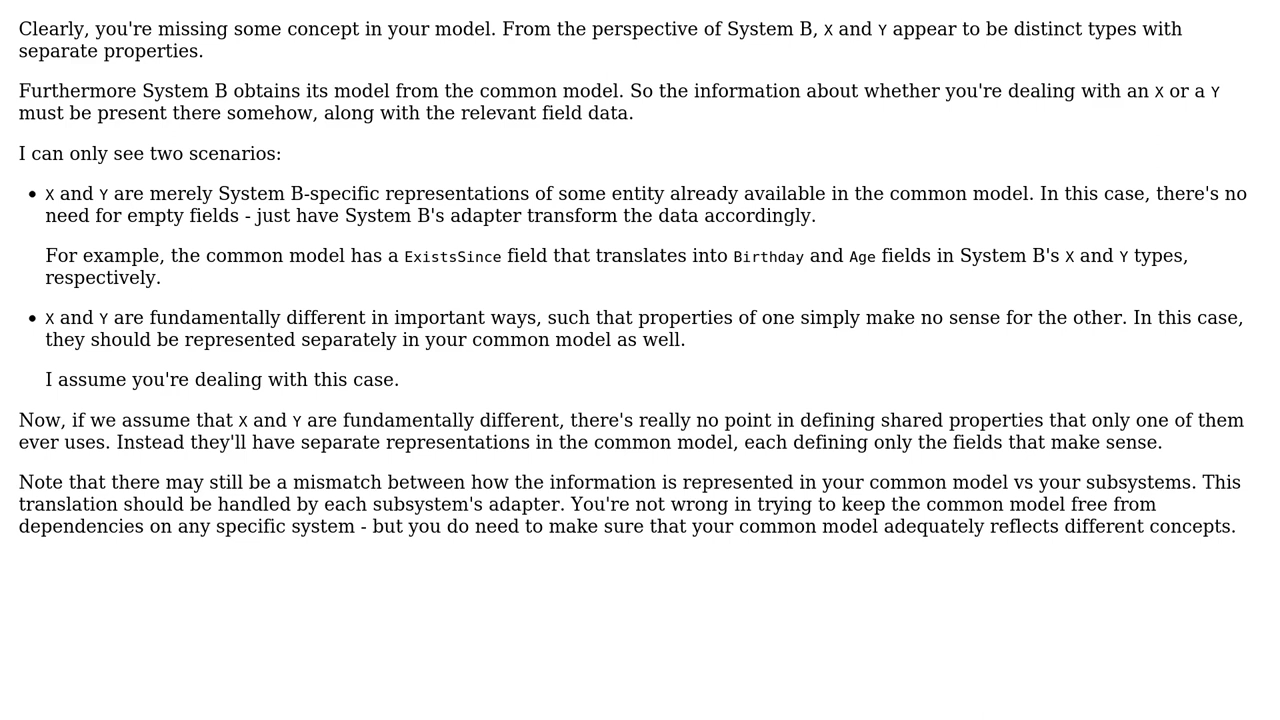 Clearly, you're missing some concept in your model. From the perspective of System B, X and Y appear to be distinct types with
separate properties.
Furthermore System B obtains its model from the common model. So the information about whether you're dealing with an X or a Y
must be present there somehow, along with the relevant field data.
I can only see two scenarios:
• X and Y are merely System B-specific representations of some entity already available in the common model. In this case, there's no
need for empty fields - just have System B's adapter transform the data accordingly.
For example, the common model has a ExistsSince field that translates into Birthday and Age fields in System B's X and Y types,
respectively.
• X and Y are fundamentally different in important ways, such that properties of one simply make no sense for the other. In this case,
they should be represented separately in your common model as well.
I assume you're dealing with this case.
Now, if we assume that X and Y are fundamentally different, there's really no point in defining shared properties that only one of them
ever uses. Instead they'll have separate representations in the common model, each defining only the fields that make sense.
Note that there may still be a mismatch between how the information is represented in your common model vs your subsystems. This
translation should be handled by each subsystem's adapter. You're not wrong in trying to keep the common model free from
dependencies on any specific system - but you do need to make sure that your common model adequately reflects different concepts.